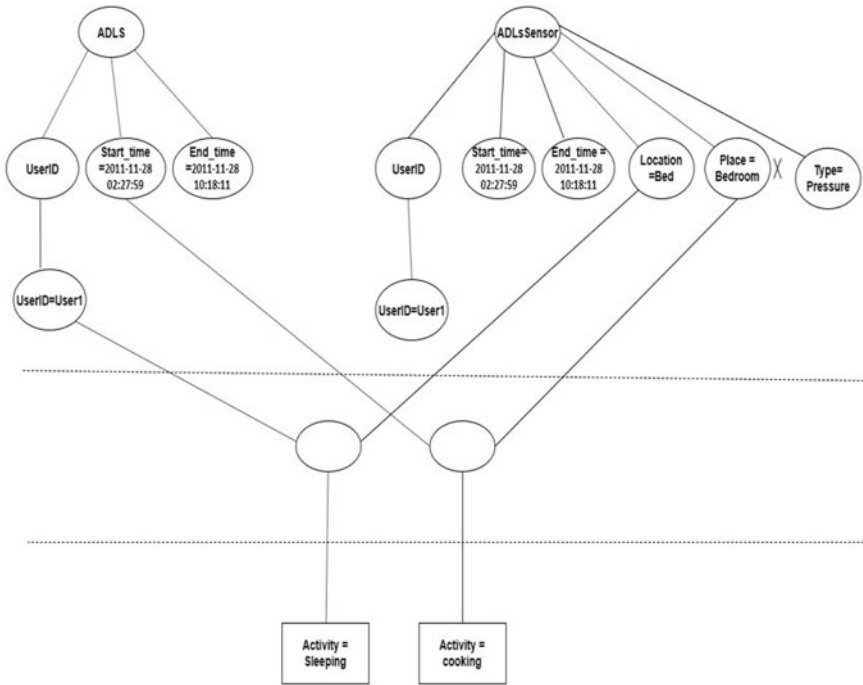 ADLS
ADLsSensor
UserID
Start_time
=2011-11-28
02:27:59
End_time
=2011-11-28
10:18:11
UserID
Start_time=
2011-11-28
02:27:59
End_time =
2011-11-28
10:18:11
Location
=Bed
Place =
Bedroom
Type=
Pressure
UserID=User1
UserID=User1
Activity =
Sleeping
Activity =
cooking